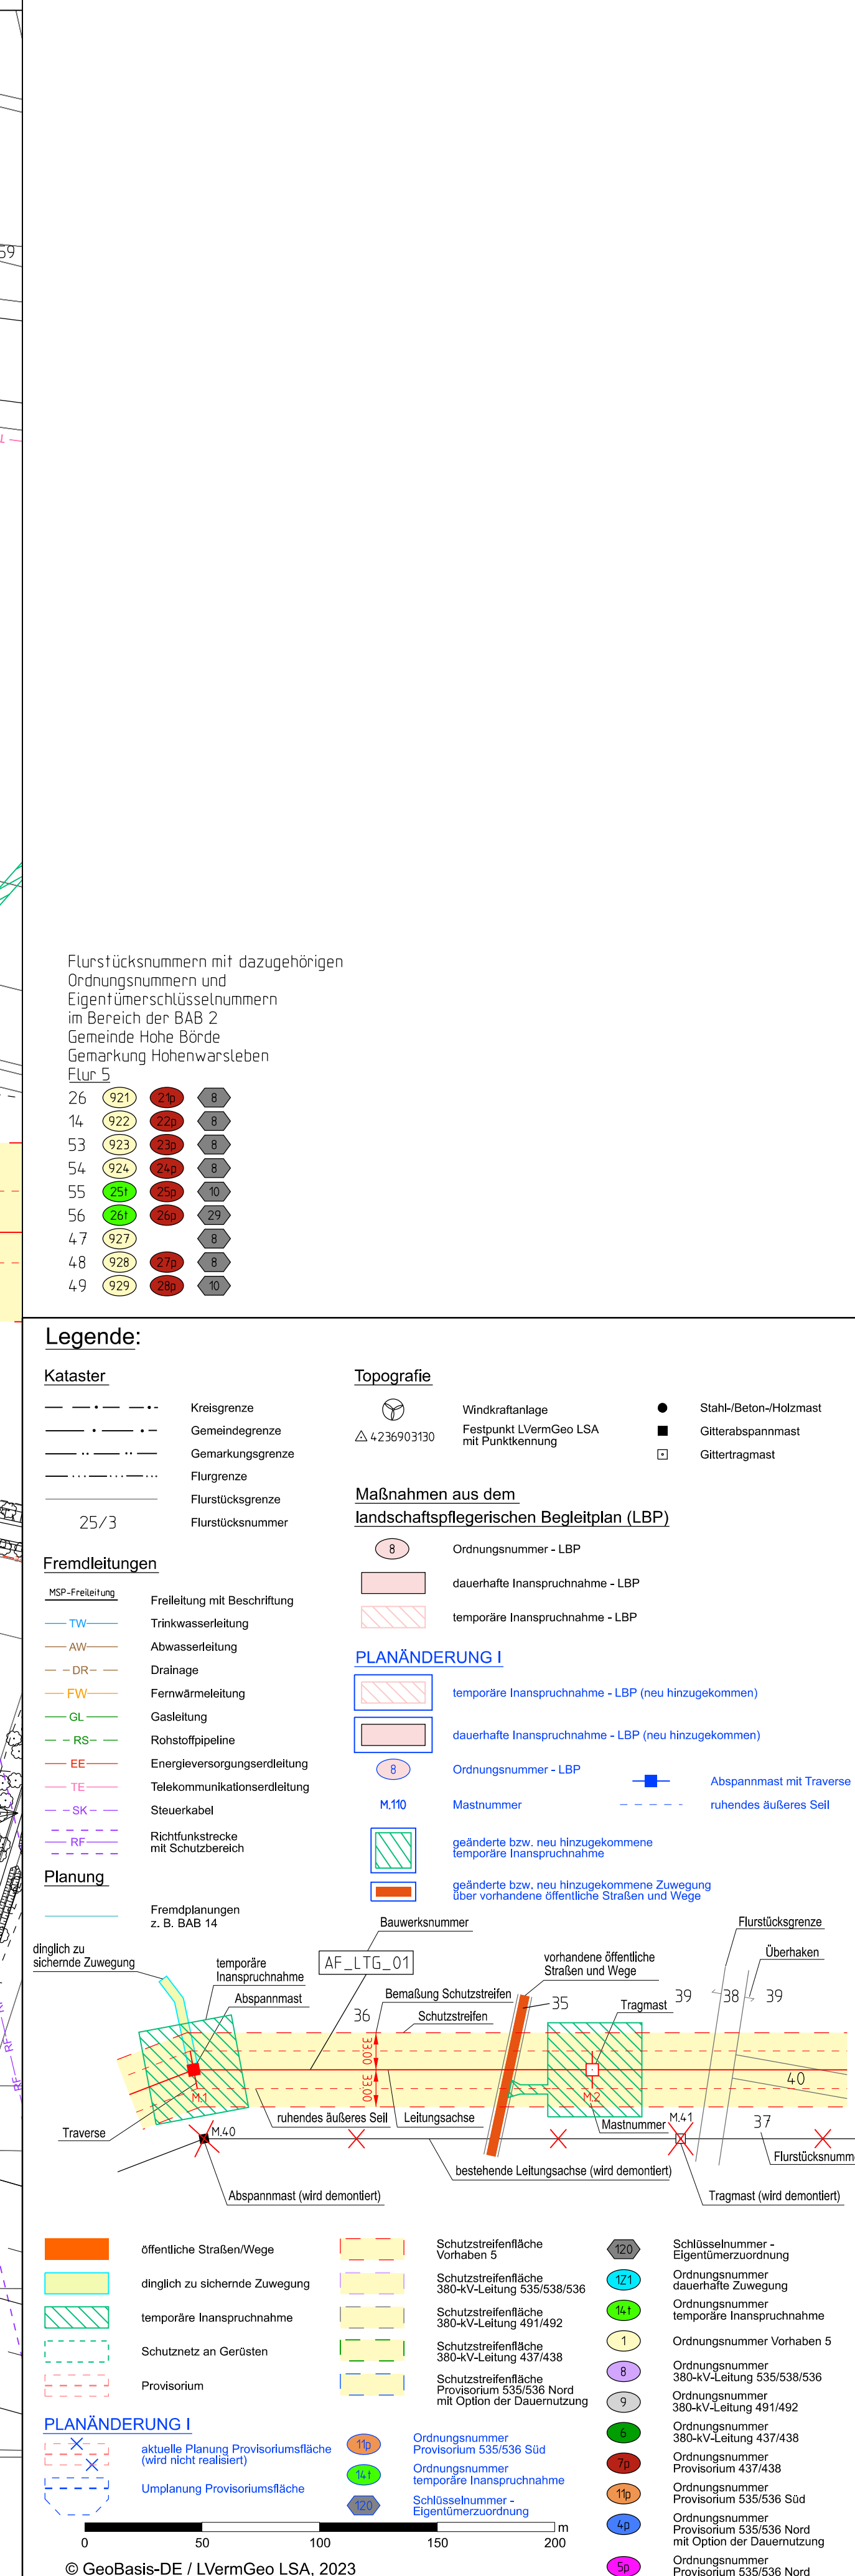 59
L
Flurstücksnummern mit dazugehörigen
Ordnungsnummern und
Eigentümerschlüsselnummern
im Bereich der BAB 2
Gemeinde Hohe Börde
Gemarkung Hohenwarsleben
Flur 5
26 921 21p 8
14 922 22p 8
53 923 23p 8
54 924 24p 8
55 25t 25p 10
56 26t 26p 29
47 927 8
48 928 27p 8
49 929 28p 10
Legende:
Kataster
Kreisgrenze
Gemeindegrenze
Gemarkungsgrenze
Flurgrenze
Flurstücksgrenze
25/3 Flurstücksnummer
Topografie
Windkraftanlage
4236903130 Festpunkt LVermGeo LSA
mit Punktkennung
Stahl-/Beton-/Holzmast
Gitterabspannmast
Gittertragmast
Fremdleitungen
MSP-Freileitung Freileitung mit Beschriftung
TW Trinkwasserleitung
AW Abwasserleitung
DR Drainage
FW Fernwärmeleitung
GL Gasleitung
RS Rohstoffpipeline
EE Energieversorgungserdleitung
TE Telekommunikationserdleitung
SK Steuerkabel
RF Richtfunkstrecke
mit Schutzbereich
Planung
Fremdplanungen
z. B. BAB 14
Maßnahmen aus dem
landschaftspflegerischen Begleitplan (LBP)
8 Ordnungsnummer - LBP
dauerhafte Inanspruchnahme - LBP
temporäre Inanspruchnahme - LBP
PLANÄNDERUNG I
temporäre Inanspruchnahme - LBP (neu hinzugekommen)
dauerhafte Inanspruchnahme - LBP (neu hinzugekommen)
8 Ordnungsnummer - LBP
Abspannmast mit Traverse
M.110 Mastnummer
ruhendes äußeres Seil
geänderte bzw. neu hinzugekommene
temporäre Inanspruchnahme
geänderte bzw. neu hinzugekommene Zuwegung
über vorhandene öffentliche Straßen und Wege
RF
RF
Bauwerksnummer
Flurstücksgrenze
dinglich zu
sichernde Zuwegung
temporäre
Inanspruchnahme
AF_LTG_01
vorhandene öffentliche
Straßen und Wege
Überhaken
Abspannmast
Bemaßung Schutzstreifen
36
Schutzstreifen
35
Tragmast
39
38
39
33.00
33.00
M.1
M.2
40
ruhendes äußeres Seil
Leitungsachse
Mastnummer
M.41
37
Traverse
M.40
Flurstücksnumm
bestehende Leitungsachse (wird demontiert)
Abspannmast (wird demontiert)
Tragmast (wird demontiert)
öffentliche Straßen/Wege
dinglich zu sichernde Zuwegung
temporäre Inanspruchnahme
Schutznetz an Gerüsten
Provisorium
Schutzstreifenfläche
Vorhaben 5
Schutzstreifenfläche
380-kV-Leitung 535/538/536
Schutzstreifenfläche
380-kV-Leitung 491/492
Schutzstreifenfläche
380-kV-Leitung 437/438
Schutzstreifenfläche
Provisorium 535/536 Nord
mit Option der Dauernutzung
120 Schlüsselnummer -
Eigentümerzuordnung
1Z1 Ordnungsnummer
dauerhafte Zuwegung
14t Ordnungsnummer
temporäre Inanspruchnahme
1 Ordnungsnummer Vorhaben 5
8 Ordnungsnummer
380-kV-Leitung 535/538/536
9 Ordnungsnummer
380-kV-Leitung 491/492
6 Ordnungsnummer
380-kV-Leitung 437/438
7p Ordnungsnummer
Provisorium 437/438
11p Ordnungsnummer
Provisorium 535/536 Süd
4p Ordnungsnummer
Provisorium 535/536 Nord
mit Option der Dauernutzung
5p Ordnungsnummer
Provisorium 535/536 Nord
PLANÄNDERUNG I
aktuelle Planung Provisoriumsfläche
(wird nicht realisiert)
Umplanung Provisoriumsfläche
11p Ordnungsnummer
Provisorium 535/536 Süd
14t Ordnungsnummer
temporäre Inanspruchnahme
120 Schlüsselnummer -
Eigentümerzuordnung
m
0 50 100 150 200
© GeoBasis-DE / LVermGeo LSA, 2023